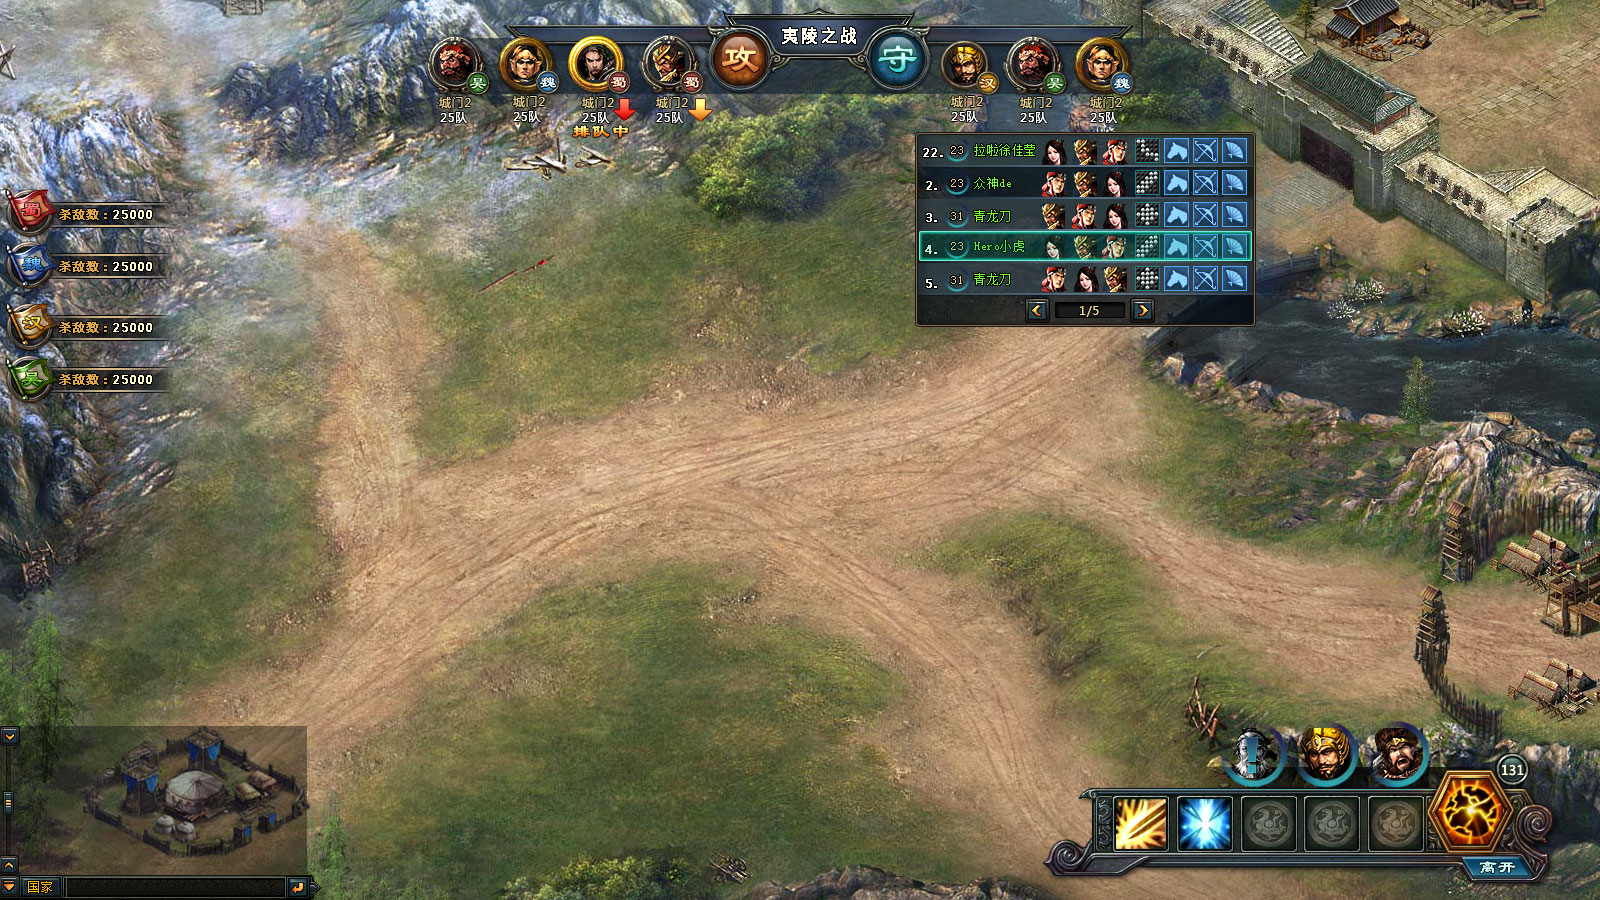 夷陵之战
攻
守
吴
魏
蜀
蜀
汉
吴
魏
城门2
城门2
城门2
城门2
城门2
城门2
城门2
25队
25队
25队
25队
25队
25队
25队
排队中
22. 23 拉啦徐佳莹
2. 23 众神de
3. 31 青龙刀
4. 23 Hero小虎
5. 31 青龙刀
1/5
蜀 杀敌数：25000
魏 杀敌数：25000
汉 杀敌数：25000
吴 杀敌数：25000
131
离开
国家